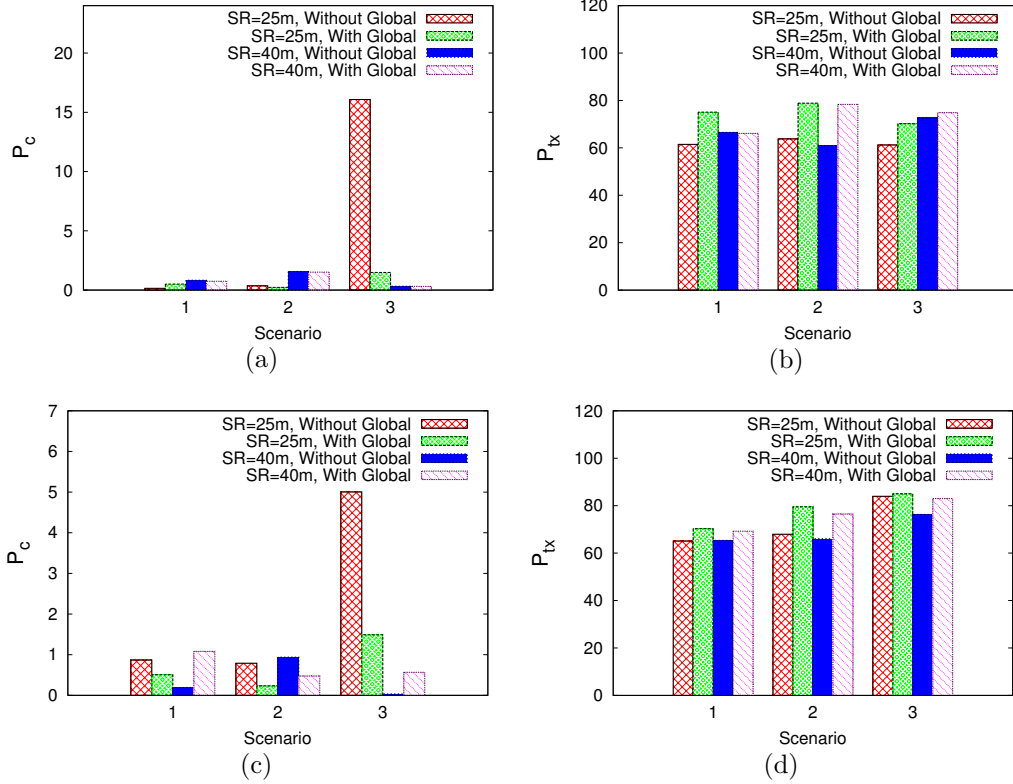 SR=25m, Without Global
SR=25m, With Global
SR=40m, Without Global
SR=40m, With Global
20
15
10
5
0
P_c
1 2 3
Scenario
(a)
SR=25m, Without Global
SR=25m, With Global
SR=40m, Without Global
SR=40m, With Global
120
100
80
60
40
20
0
P_tx
1 2 3
Scenario
(b)
SR=25m, Without Global
SR=25m, With Global
SR=40m, Without Global
SR=40m, With Global
7
6
5
4
3
2
1
0
P_c
1 2 3
Scenario
(c)
SR=25m, Without Global
SR=25m, With Global
SR=40m, Without Global
SR=40m, With Global
120
100
80
60
40
20
0
P_tx
1 2 3
Scenario
(d)